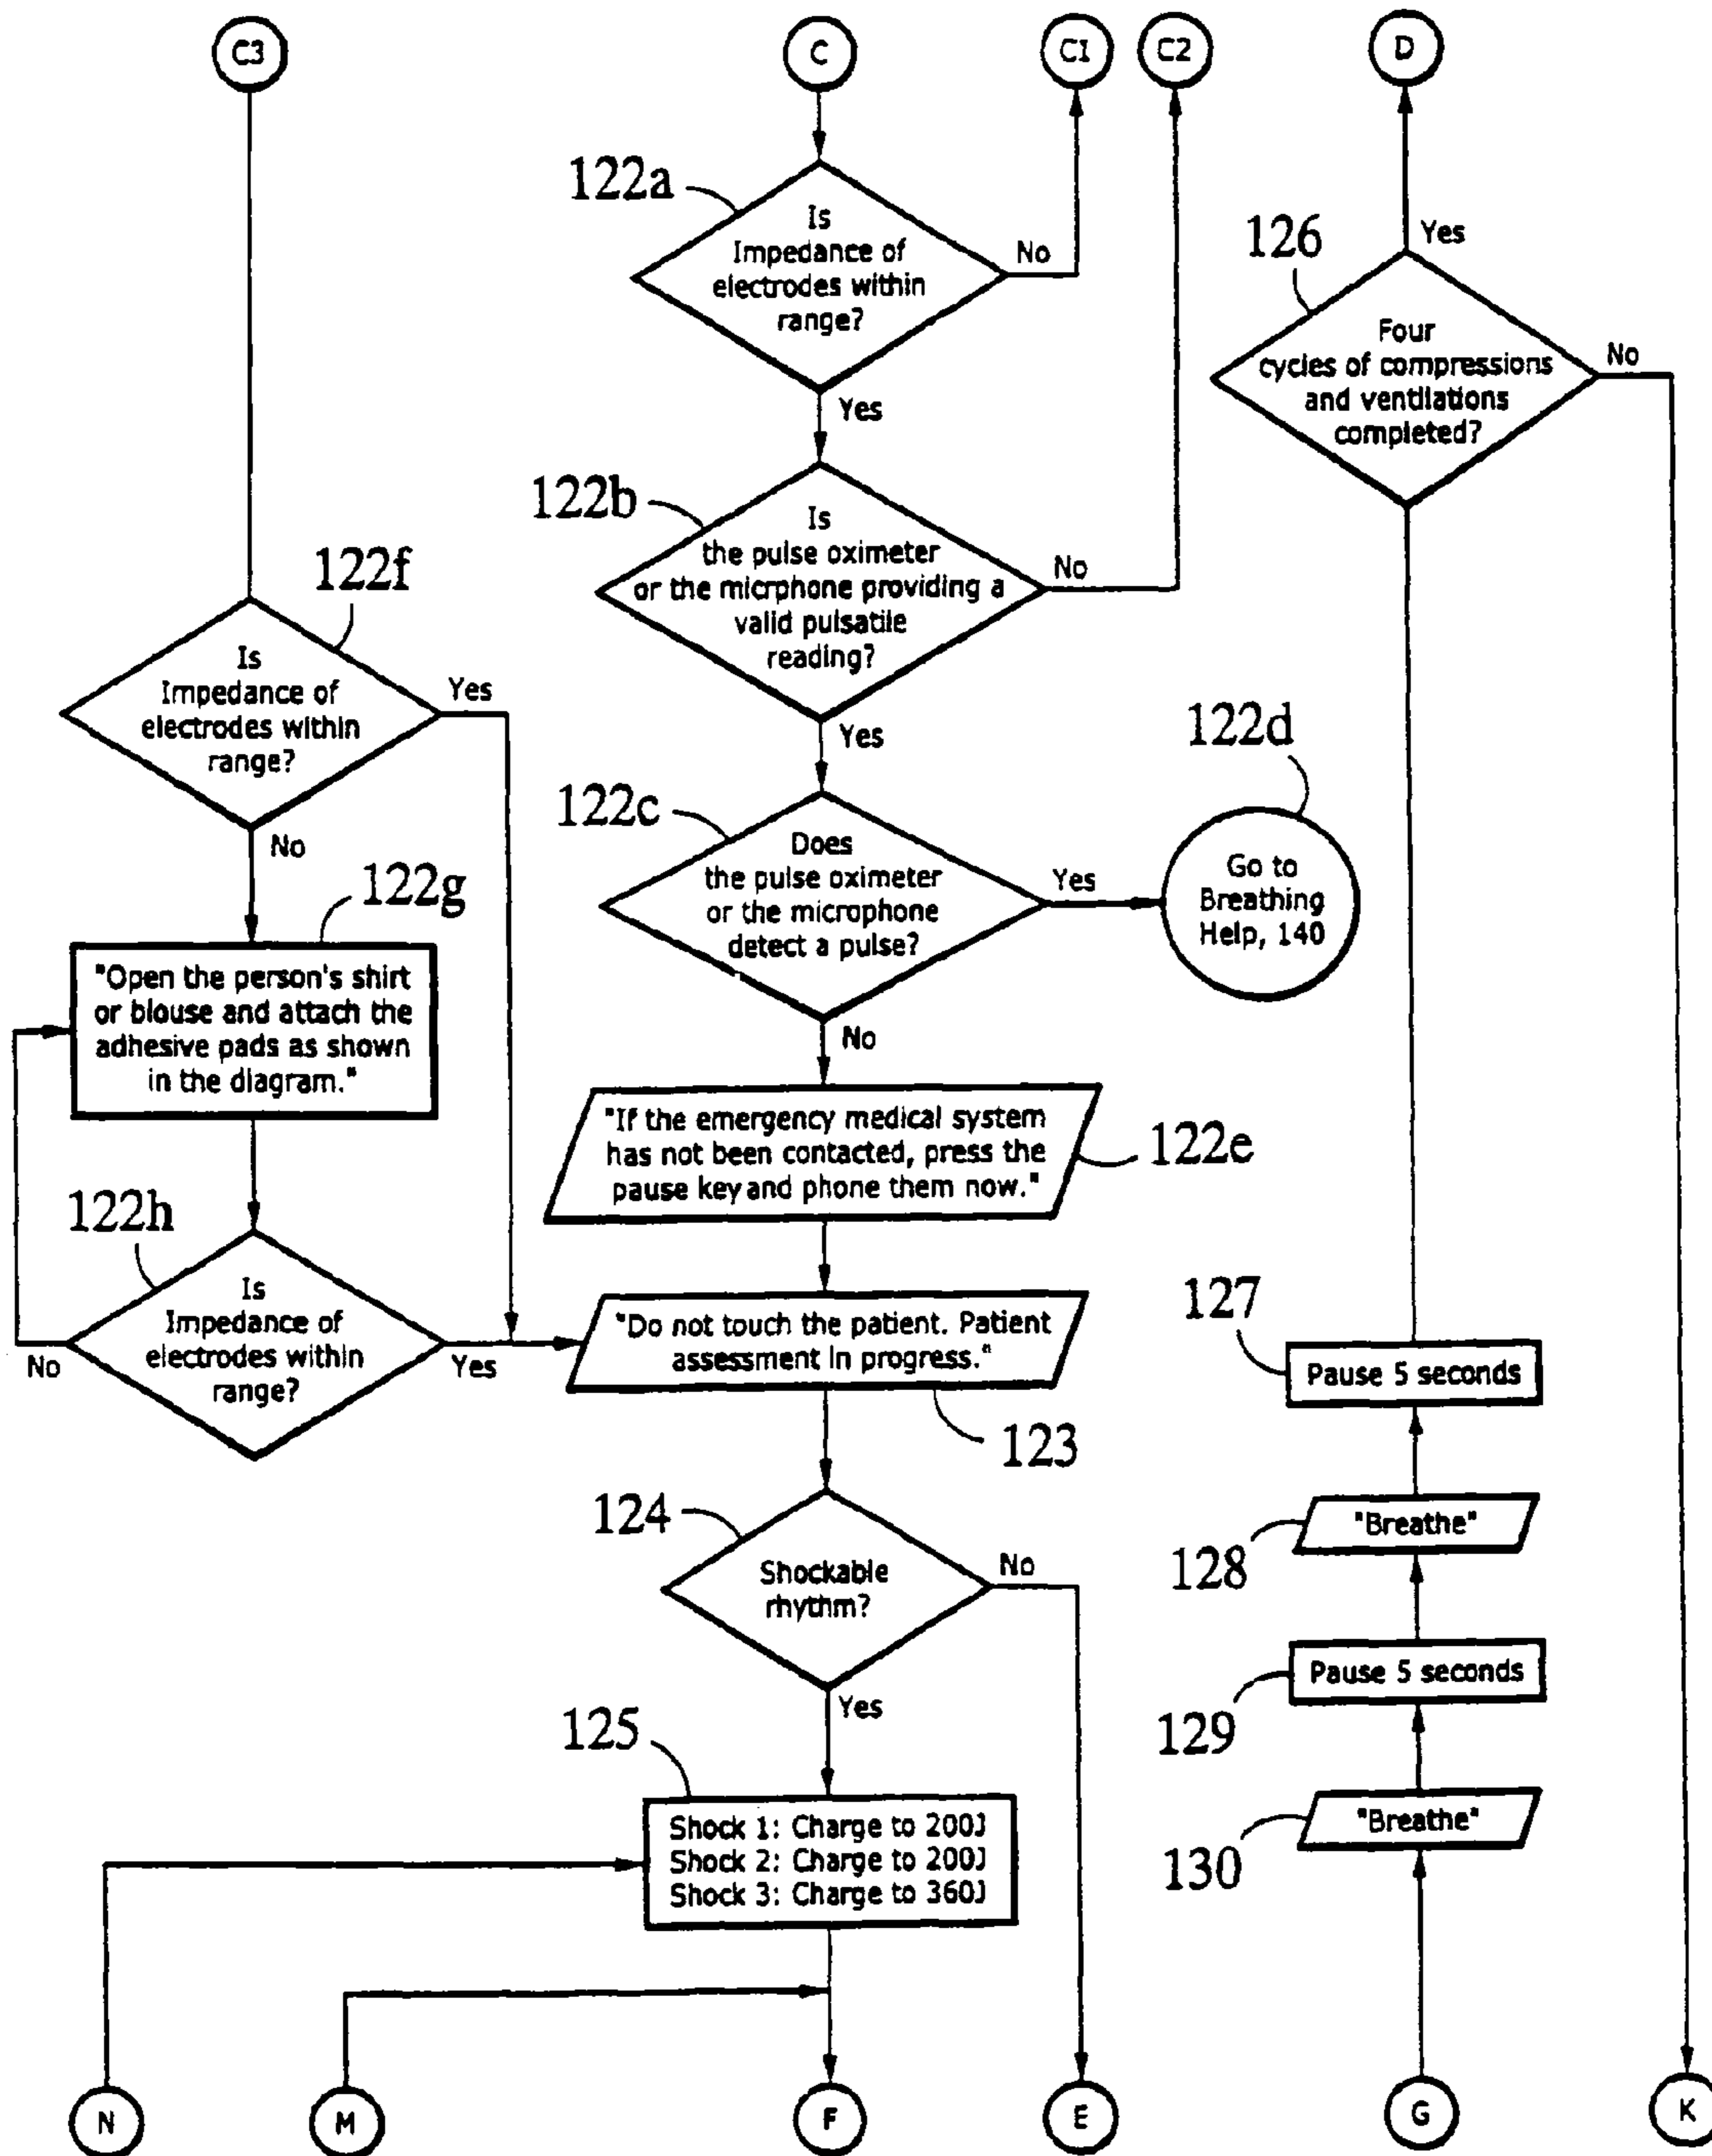 C3
C
C1
C2
D
122a
Is
Impedance of
electrodes within
range?
No
Yes
126
Yes
Four
cycles of compressions
and ventilations
completed?
No
122b
Is
the pulse oximeter
or the micrphone providing a
valid pulsatile
reading?
No
Yes
122f
Is
Impedance of
electrodes within
range?
Yes
No
122c
Does
the pulse oximeter
or the microphone
detect a pulse?
Yes
No
122d
Go to
Breathing
Help, 140
122g
"Open the person's shirt
or blouse and attach the
adhesive pads as shown
in the diagram."
"If the emergency medical system
has not been contacted, press the
pause key and phone them now."
122e
122h
Is
Impedance of
electrodes within
range?
No
Yes
"Do not touch the patient. Patient
assessment in progress."
123
127
Pause 5 seconds
124
Shockable
rhythm?
No
Yes
"Breathe"
128
Pause 5 seconds
129
125
Shock 1: Charge to 200J
Shock 2: Charge to 200J
Shock 3: Charge to 360J
"Breathe"
130
N
M
F
E
G
K